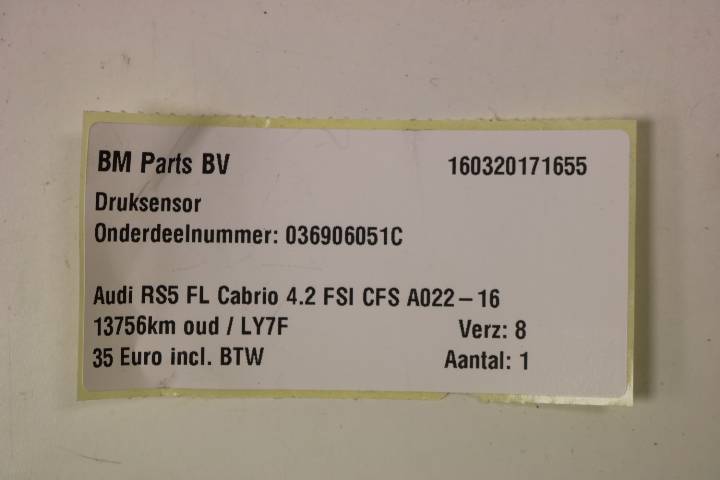 BM Parts BV 160320171655
Druksensor
Onderdeelnummer: 036906051C
Audi RS5 FL Cabrio 4.2 FSI CFS A022-16
13756km oud / LY7F Verz: 8
35 Euro incl. BTW Aantal: 1